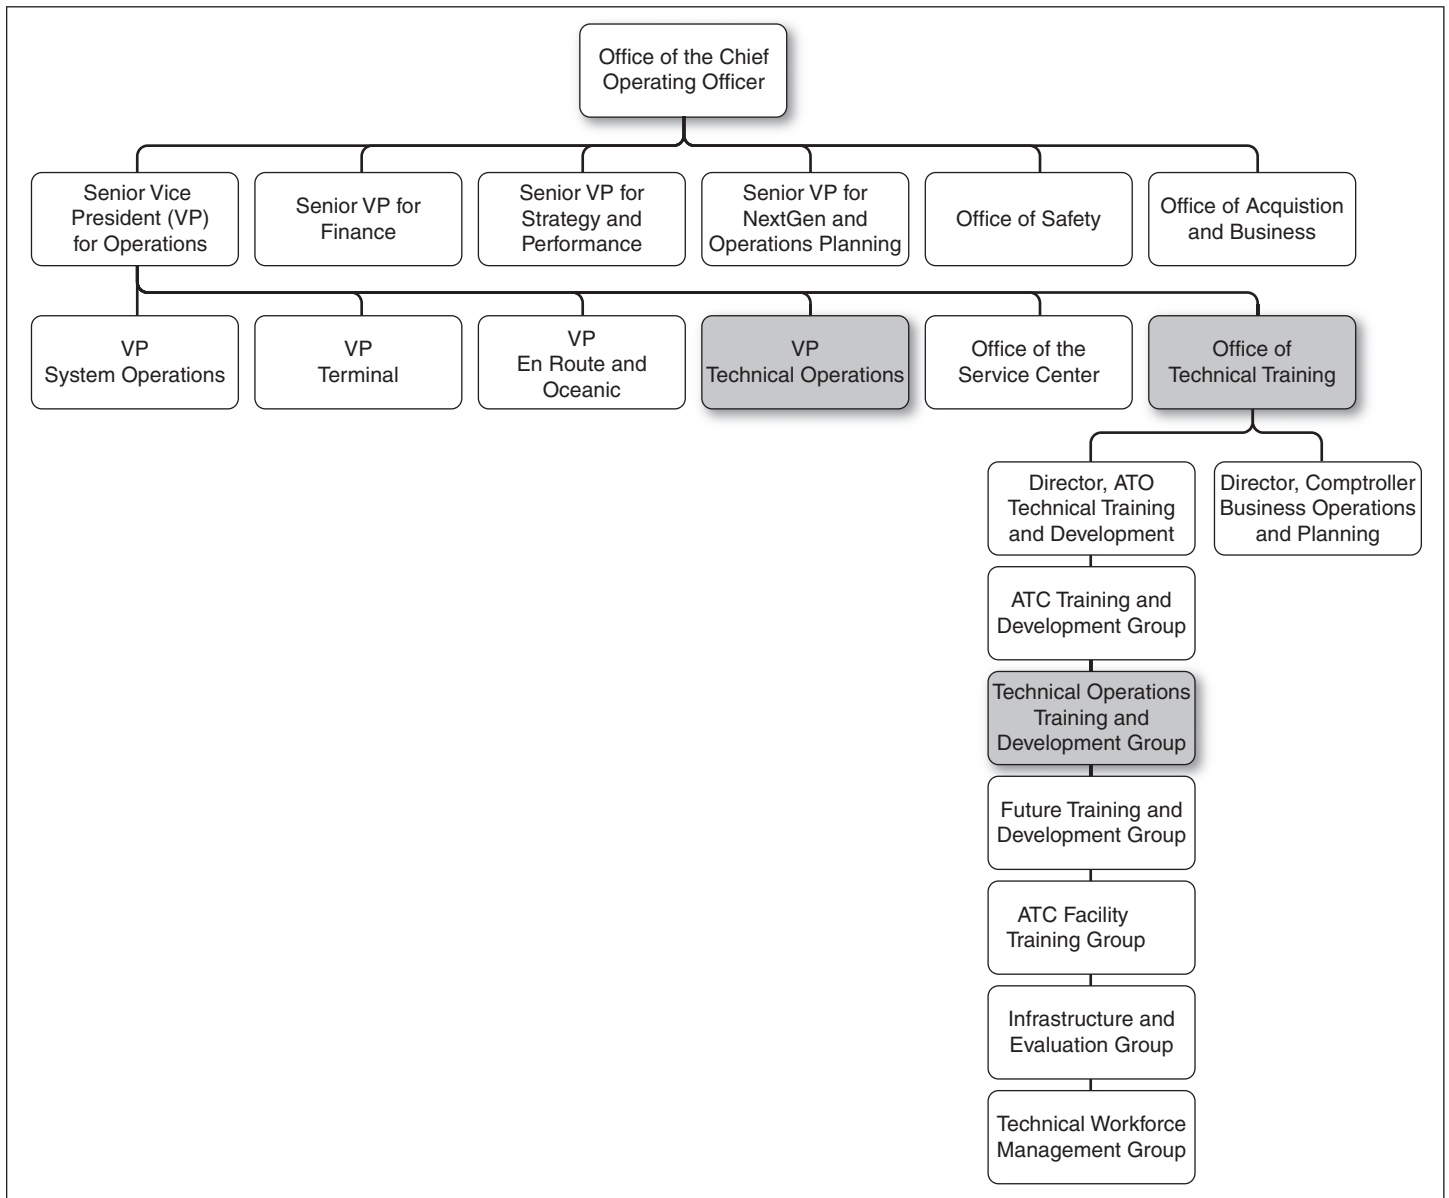 Office of the Chief
Operating Officer
Senior Vice
President (VP)
for Operations
Senior VP for
Finance
Senior VP for
Strategy and
Performance
Senior VP for
NextGen and
Operations Planning
Office of Safety
Office of Acquistion
and Business
VP
System Operations
VP
Terminal
VP
En Route and
Oceanic
VP
Technical Operations
Office of the
Service Center
Office of
Technical Training
Director, ATO
Technical Training
and Development
Director, Comptroller
Business Operations
and Planning
ATC Training and
Development Group
Technical Operations
Training and
Development Group
Future Training and
Development Group
ATC Facility
Training Group
Infrastructure and
Evaluation Group
Technical Workforce
Management Group